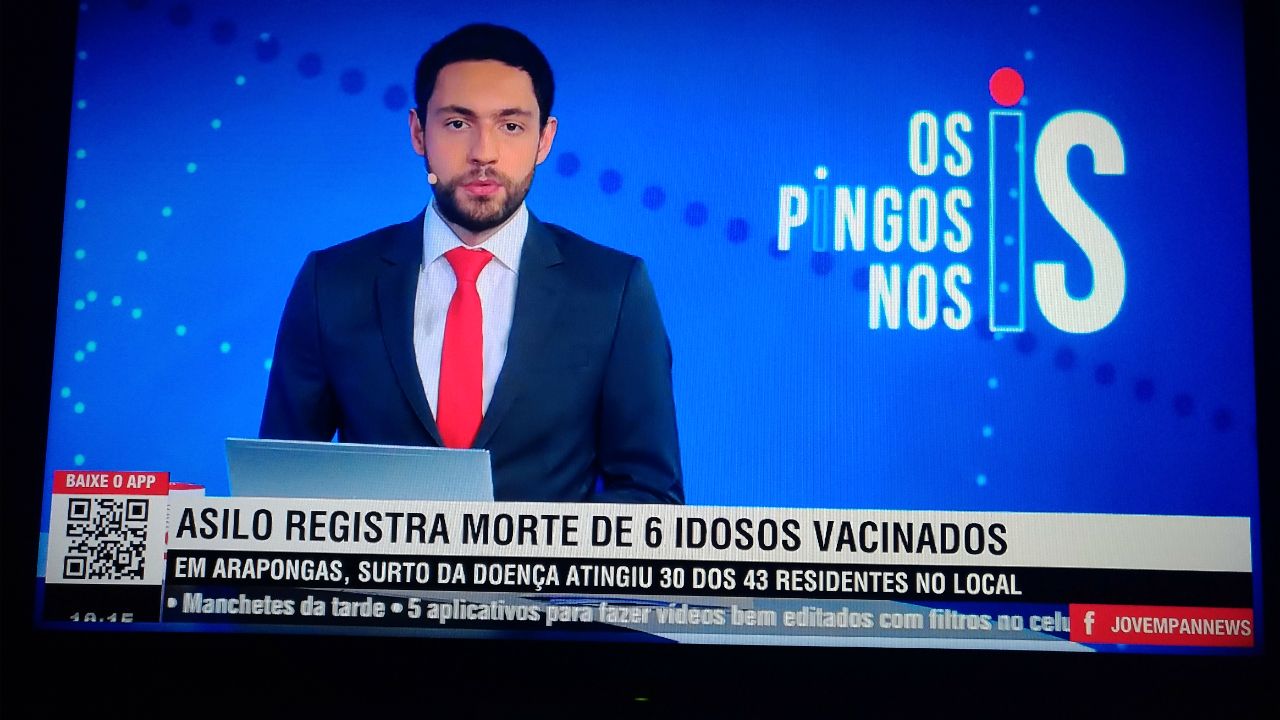 OS
PiNGOS
NOS
iS
BAIXE O APP
ASILO REGISTRA MORTE DE 6 IDOSOS VACINADOS
EM ARAPONGAS, SURTO DA DOENÇA ATINGIU 30 DOS 43 RESIDENTES NO LOCAL
• Manchetes da tarde • 5 aplicativos para fazer vídeos bem editados com filtros no celu
f JOVEMPANNEWS